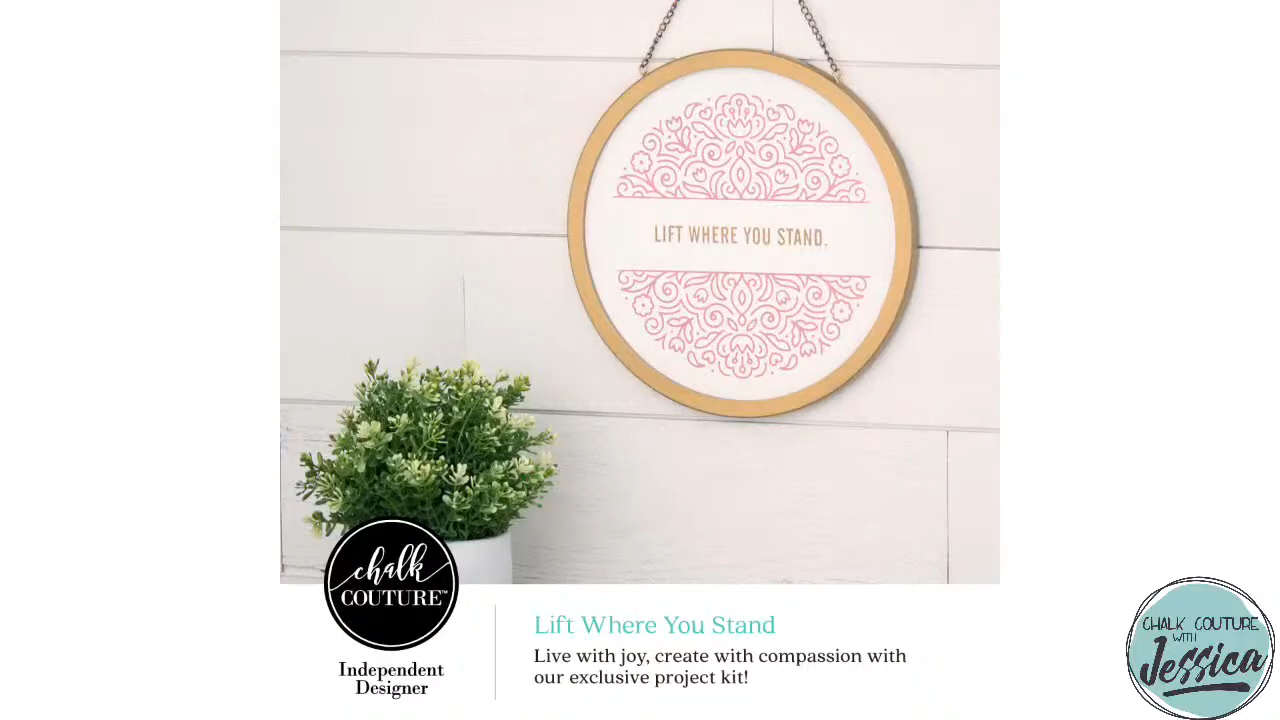 LIFT WHERE YOU STAND.
chalk
COUTURE™
Independent
Designer
Lift Where You Stand
Live with joy, create with compassion with
our exclusive project kit!
CHALK COUTURE
WITH
Jessica